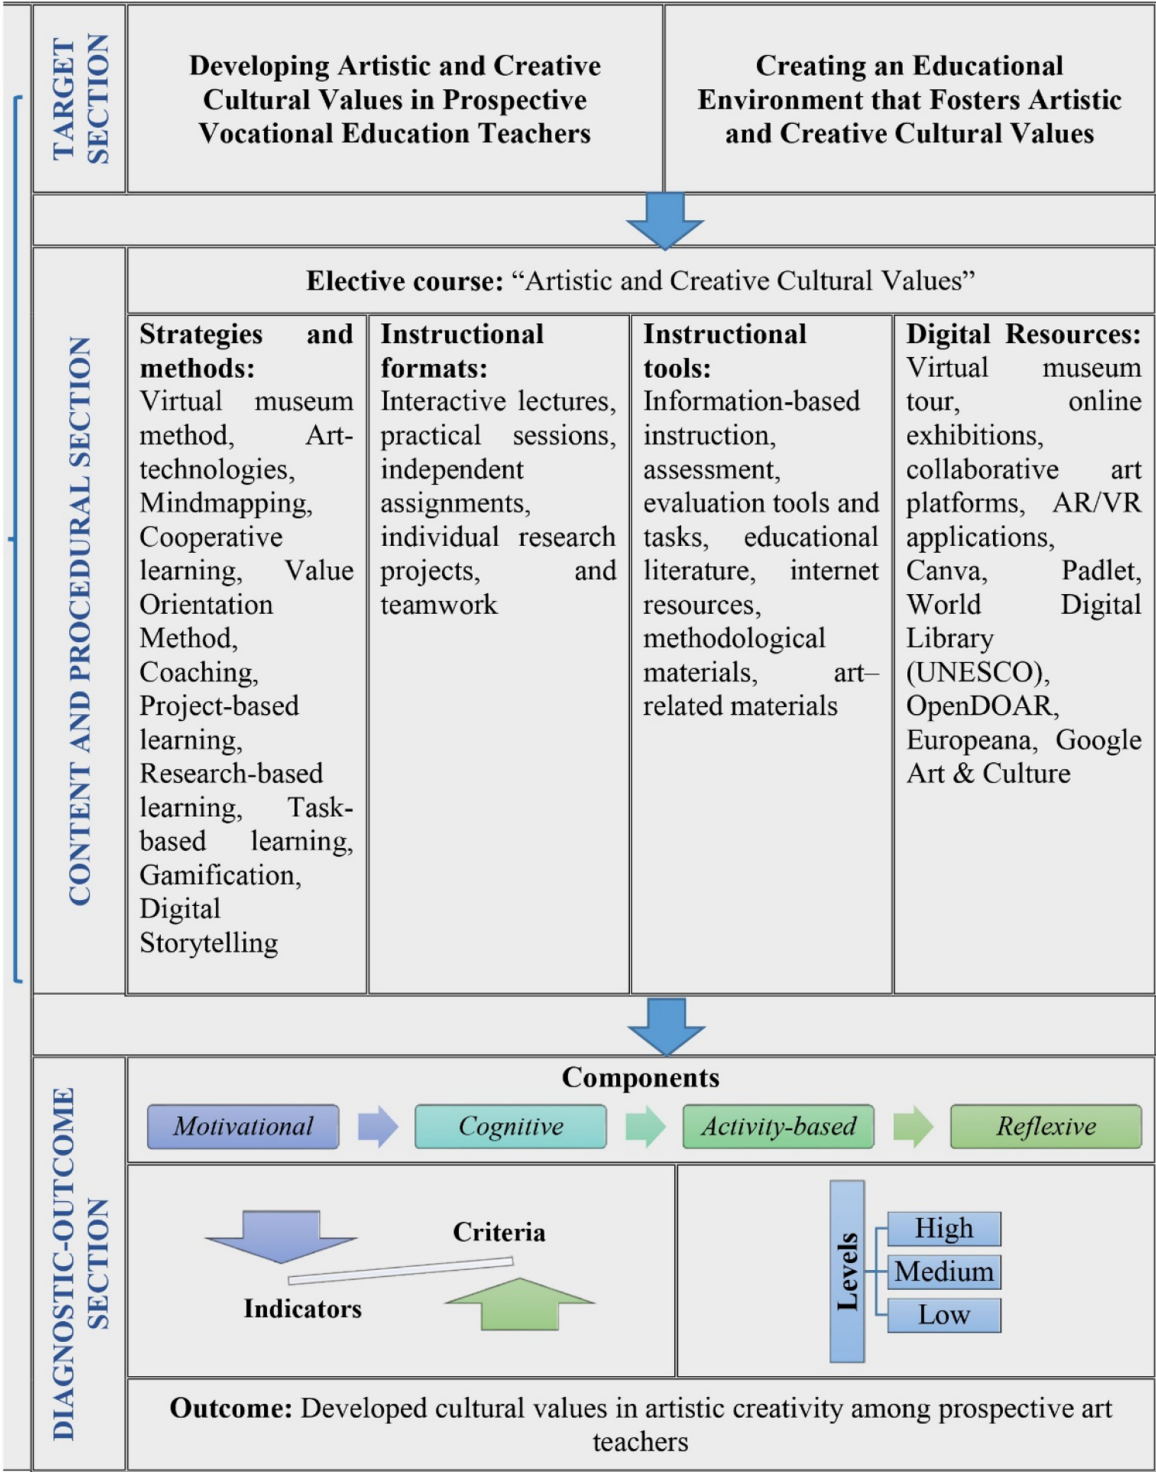 TARGET
SECTION
Developing Artistic and Creative
Cultural Values in Prospective
Vocational Education Teachers
Creating an Educational
Environment that Fosters Artistic
and Creative Cultural Values
CONTENT AND PROCEDURAL SECTION
Elective course: “Artistic and Creative Cultural Values”
Strategies and
methods:
Virtual museum
method, Art-
technologies,
Mindmapping,
Cooperative
learning, Value
Orientation
Method,
Coaching,
Project-based
learning,
Research-based
learning, Task-
based learning,
Gamification,
Digital
Storytelling
Instructional
formats:
Interactive lectures,
practical sessions,
independent
assignments,
individual research
projects, and
teamwork
Instructional
tools:
Information-based
instruction,
assessment,
evaluation tools and
tasks, educational
literature, internet
resources,
methodological
materials, art–
related materials
Digital Resources:
Virtual museum
tour, online
exhibitions,
collaborative art
platforms, AR/VR
applications,
Canva, Padlet,
World Digital
Library
(UNESCO),
OpenDOAR,
Europeana, Google
Art & Culture
DIAGNOSTIC-OUTCOME
SECTION
Components
Motivational
Cognitive
Activity-based
Reflexive
Criteria
Indicators
Levels
High
Medium
Low
Outcome: Developed cultural values in artistic creativity among prospective art
teachers